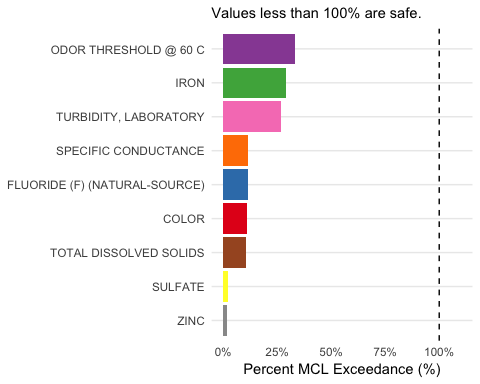 Values less than 100% are safe.
ODOR THRESHOLD @ 60 C
IRON
TURBIDITY, LABORATORY
SPECIFIC CONDUCTANCE
FLUORIDE (F) (NATURAL-SOURCE)
COLOR
TOTAL DISSOLVED SOLIDS
SULFATE
ZINC
0% 25% 50% 75% 100%
Percent MCL Exceedance (%)